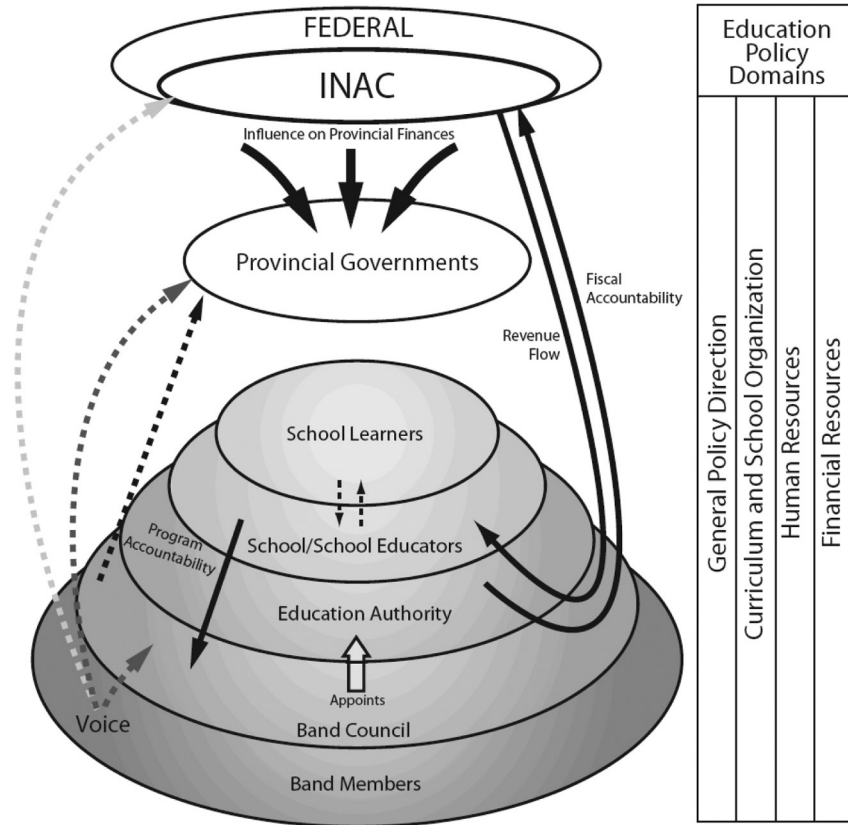 FEDERAL
INAC
Influence on Provincial Finances
Provincial Governments
Fiscal
Accountability
Revenue
Flow
School Learners
Program
Accountability
School/School Educators
Education Authority
Appoints
Voice
Band Council
Band Members
Education
Policy
Domains
General Policy Direction
Curriculum and School Organization
Human Resources
Financial Resources